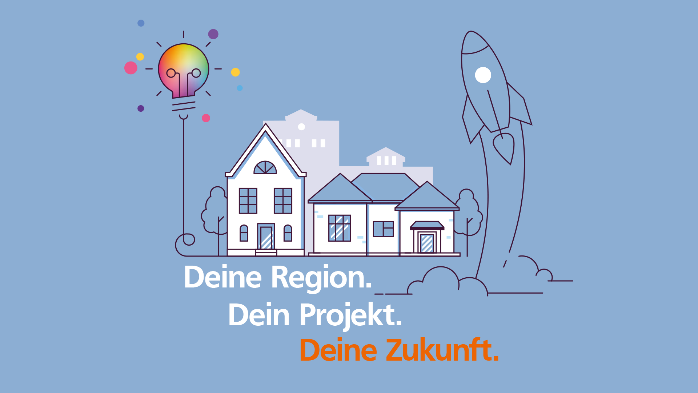 Deine Region.
Dein Projekt.
Deine Zukunft.